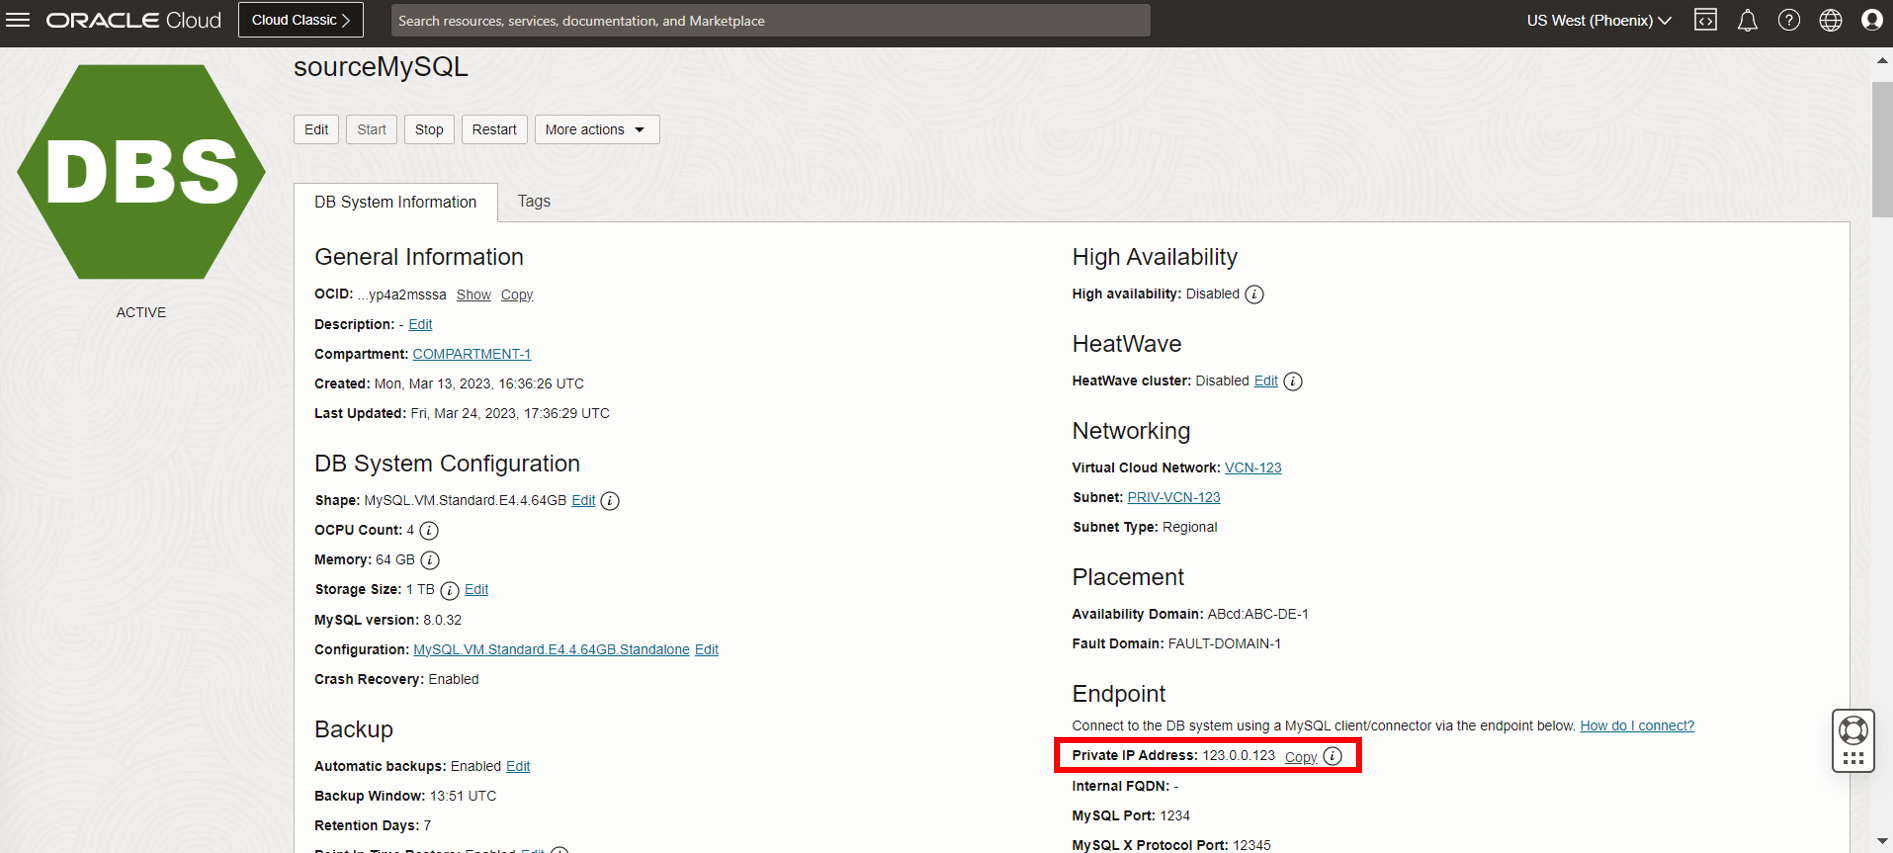 ORACLE Cloud
Cloud Classic
Search resources, services, documentation, and Marketplace
US West (Phoenix)
DBS
ACTIVE
sourceMySQL
Edit Start Stop Restart More actions
DB System Information Tags
General Information
OCID: ...yp4a2msssa Show Copy
Description: - Edit
Compartment: COMPARTMENT-1
Created: Mon, Mar 13, 2023, 16:36:26 UTC
Last Updated: Fri, Mar 24, 2023, 17:36:29 UTC
DB System Configuration
Shape: MySQL.VM.Standard.E4.4.64GB Edit
OCPU Count: 4
Memory: 64 GB
Storage Size: 1 TB Edit
MySQL version: 8.0.32
Configuration: MySQL.VM.Standard.E4.4.64GB.Standalone Edit
Crash Recovery: Enabled
Backup
Automatic backups: Enabled Edit
Backup Window: 13:51 UTC
Retention Days: 7
Point In-Time Restore: Enabled Edit
High Availability
High availability: Disabled
HeatWave
HeatWave cluster: Disabled Edit
Networking
Virtual Cloud Network: VCN-123
Subnet: PRIV-VCN-123
Subnet Type: Regional
Placement
Availability Domain: ABcd:ABC-DE-1
Fault Domain: FAULT-DOMAIN-1
Endpoint
Connect to the DB system using a MySQL client/connector via the endpoint below. How do I connect?
Private IP Address: 123.0.0.123 Copy
Internal FQDN: -
MySQL Port: 1234
MySQL X Protocol Port: 12345